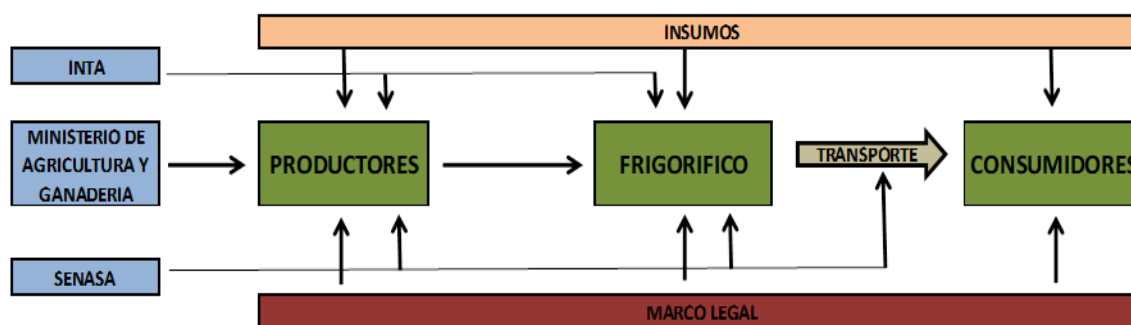 INSUMOS
INTA
MINISTERIO DE
AGRICULTURA Y
GANADERIA
PRODUCTORES
FRIGORIFICO
TRANSPORTE
CONSUMIDORES
SENASA
MARCO LEGAL